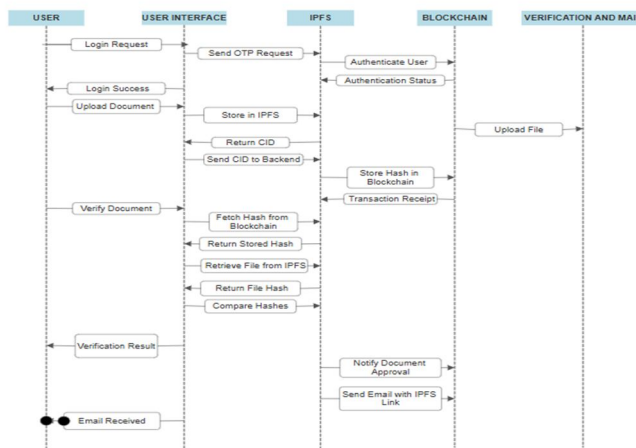 USER
USER INTERFACE
IPFS
BLOCKCHAIN
VERIFICATION AND MAI
Login Request
Send OTP Request
Authenticate User
Authentication Status
Login Success
Upload Document
Store in IPFS
Upload File
Return CID
Send CID to Backend
Store Hash in
Blockchain
Transaction Receipt
Verify Document
Fetch Hash from
Blockchain
Return Stored Hash
Retrieve File from IPFS
Return File Hash
Compare Hashes
Verification Result
Notify Document
Approval
Send Email with IPFS
Link
Email Received